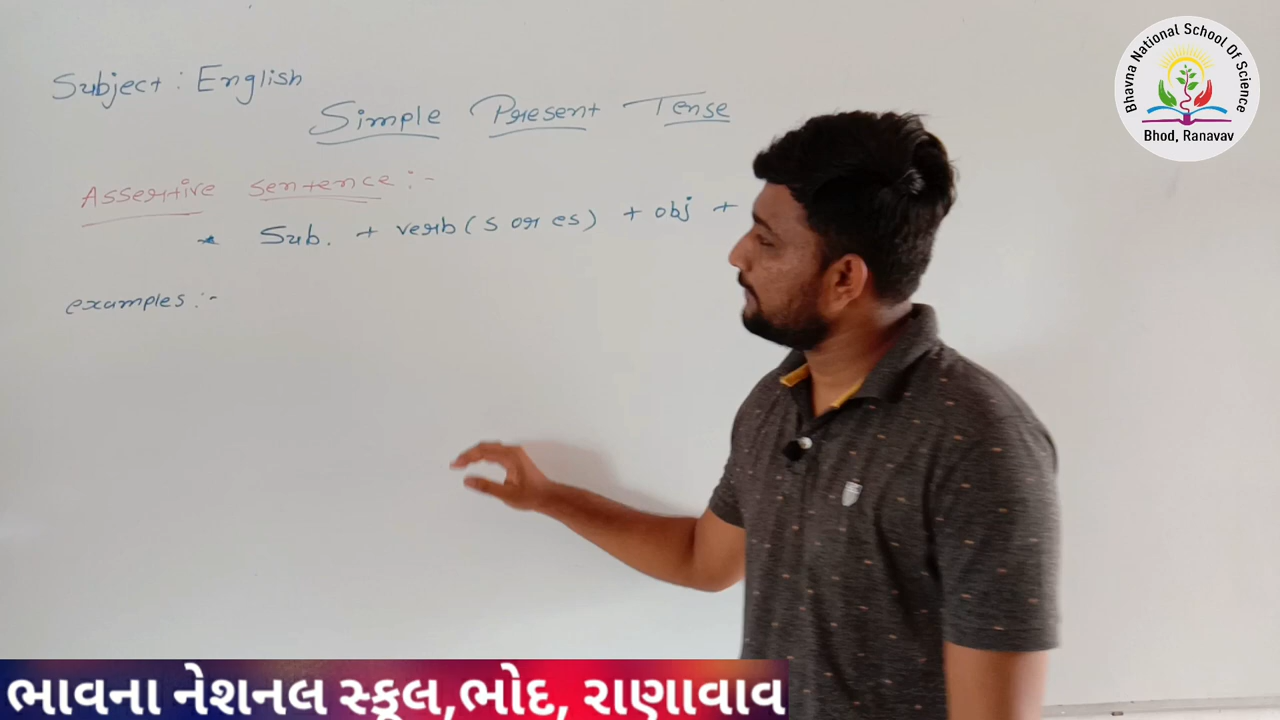 Subject : English
Simple Present Tense
Assertive sentence :-
* Sub. + verb (s or es) + obj +
examples :-
Bhavna National School Of Science
Bhod, Ranavav
ભાવના નેશનલ સ્કૂલ,ભોદ, રાણાવાવ